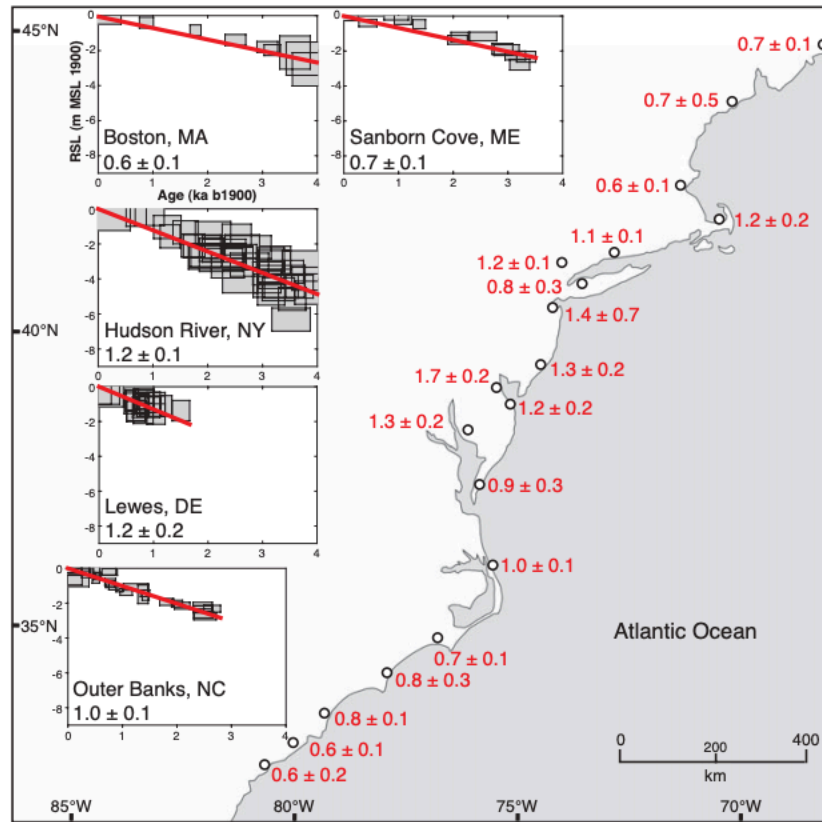 45°N
40°N
35°N
85°W
80°W
75°W
70°W
RSL (m MSL 1900)
0
-2
-4
-6
-8
Boston, MA
0.6 ± 0.1
0 1 2 3 4
Age (ka b1900)
0
-2
-4
-6
-8
Sanborn Cove, ME
0.7 ± 0.1
0 1 2 3 4
0
-2
-4
-6
-8
Hudson River, NY
1.2 ± 0.1
0 1 2 3 4
0
-2
-4
-6
-8
Lewes, DE
1.2 ± 0.2
0 1 2 3 4
0
-2
-4
-6
-8
Outer Banks, NC
1.0 ± 0.1
0 1 2 3 4
0.7 ± 0.1
0.7 ± 0.5
0.6 ± 0.1
1.2 ± 0.2
1.1 ± 0.1
1.2 ± 0.1
0.8 ± 0.3
1.4 ± 0.7
1.3 ± 0.2
1.7 ± 0.2
1.2 ± 0.2
1.3 ± 0.2
0.9 ± 0.3
1.0 ± 0.1
0.7 ± 0.1
0.8 ± 0.3
0.8 ± 0.1
0.6 ± 0.1
0.6 ± 0.2
Atlantic Ocean
0 200 400
km